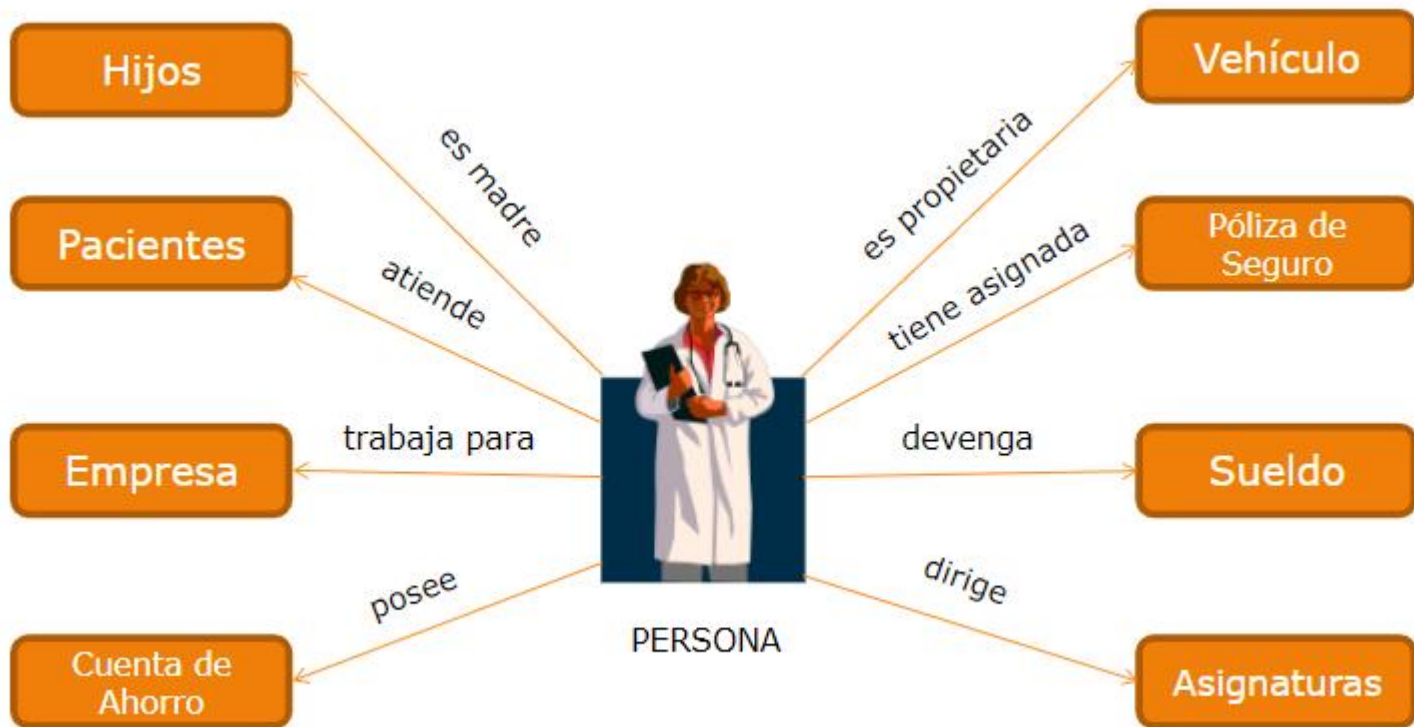 Hijos
es madre
Pacientes
atiende
Empresa
trabaja para
Cuenta de
Ahorro
posee
PERSONA
Vehículo
es propietaria
Póliza de
Seguro
tiene asignada
Sueldo
devenga
Asignaturas
dirige